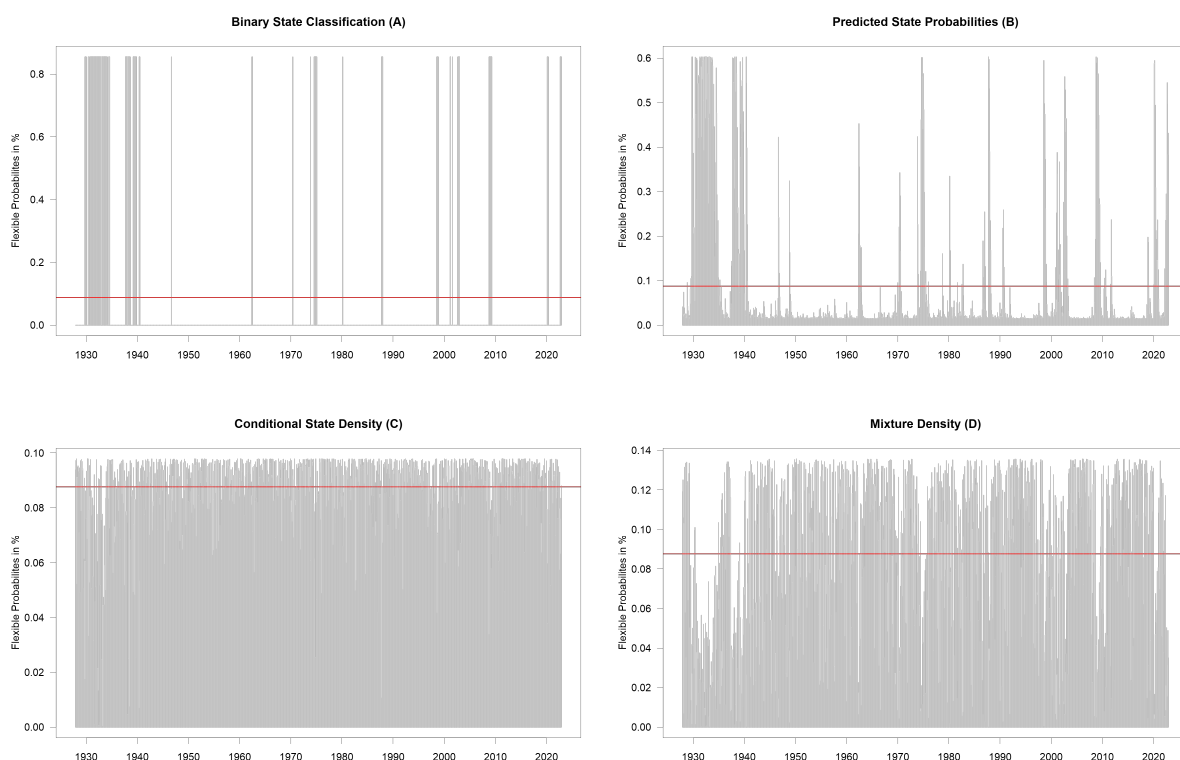 Binary State Classification (A)
Flexible Probabilites in %
0.8
0.6
0.4
0.2
0.0
1930 1940 1950 1960 1970 1980 1990 2000 2010 2020
Predicted State Probabilities (B)
Flexible Probabilites in %
0.6
0.5
0.4
0.3
0.2
0.1
0.0
1930 1940 1950 1960 1970 1980 1990 2000 2010 2020
Conditional State Density (C)
Flexible Probabilites in %
0.10
0.08
0.06
0.04
0.02
0.00
1930 1940 1950 1960 1970 1980 1990 2000 2010 2020
Mixture Density (D)
Flexible Probabilites in %
0.14
0.12
0.10
0.08
0.06
0.04
0.02
0.00
1930 1940 1950 1960 1970 1980 1990 2000 2010 2020